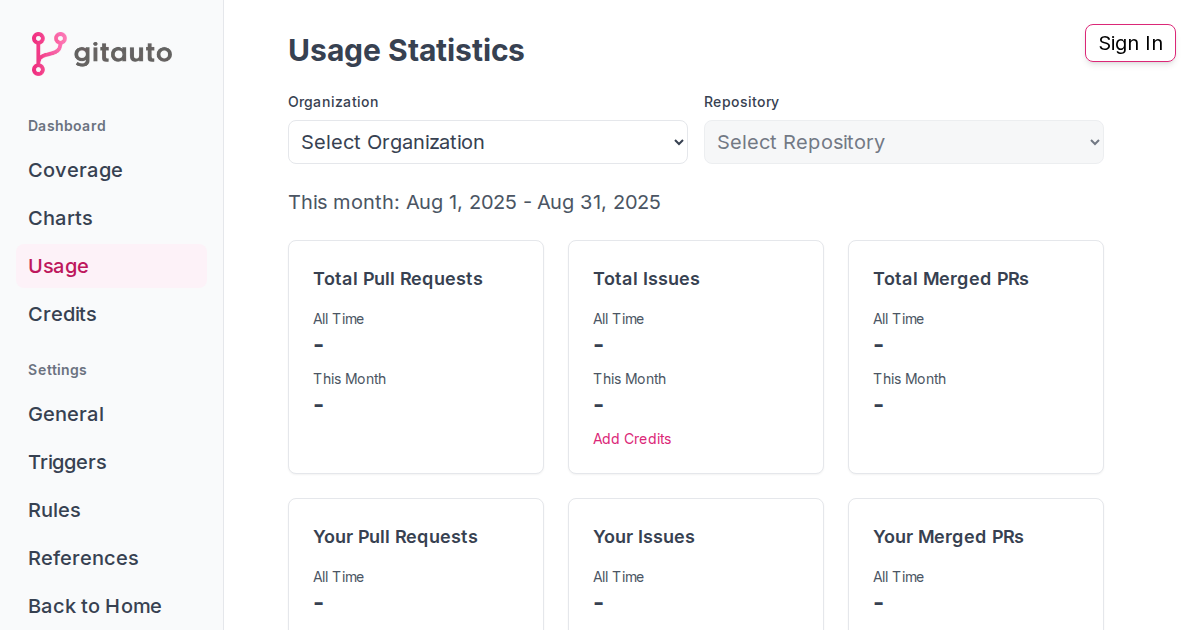 gitauto
Dashboard
Coverage
Charts
Usage
Credits
Settings
General
Triggers
Rules
References
Back to Home
Usage Statistics
Sign In
Organization
Select Organization
Repository
Select Repository
This month: Aug 1, 2025 - Aug 31, 2025
Total Pull Requests
All Time
-
This Month
-
Total Issues
All Time
-
This Month
-
Add Credits
Total Merged PRs
All Time
-
This Month
-
Your Pull Requests
All Time
-
Your Issues
All Time
-
Your Merged PRs
All Time
-